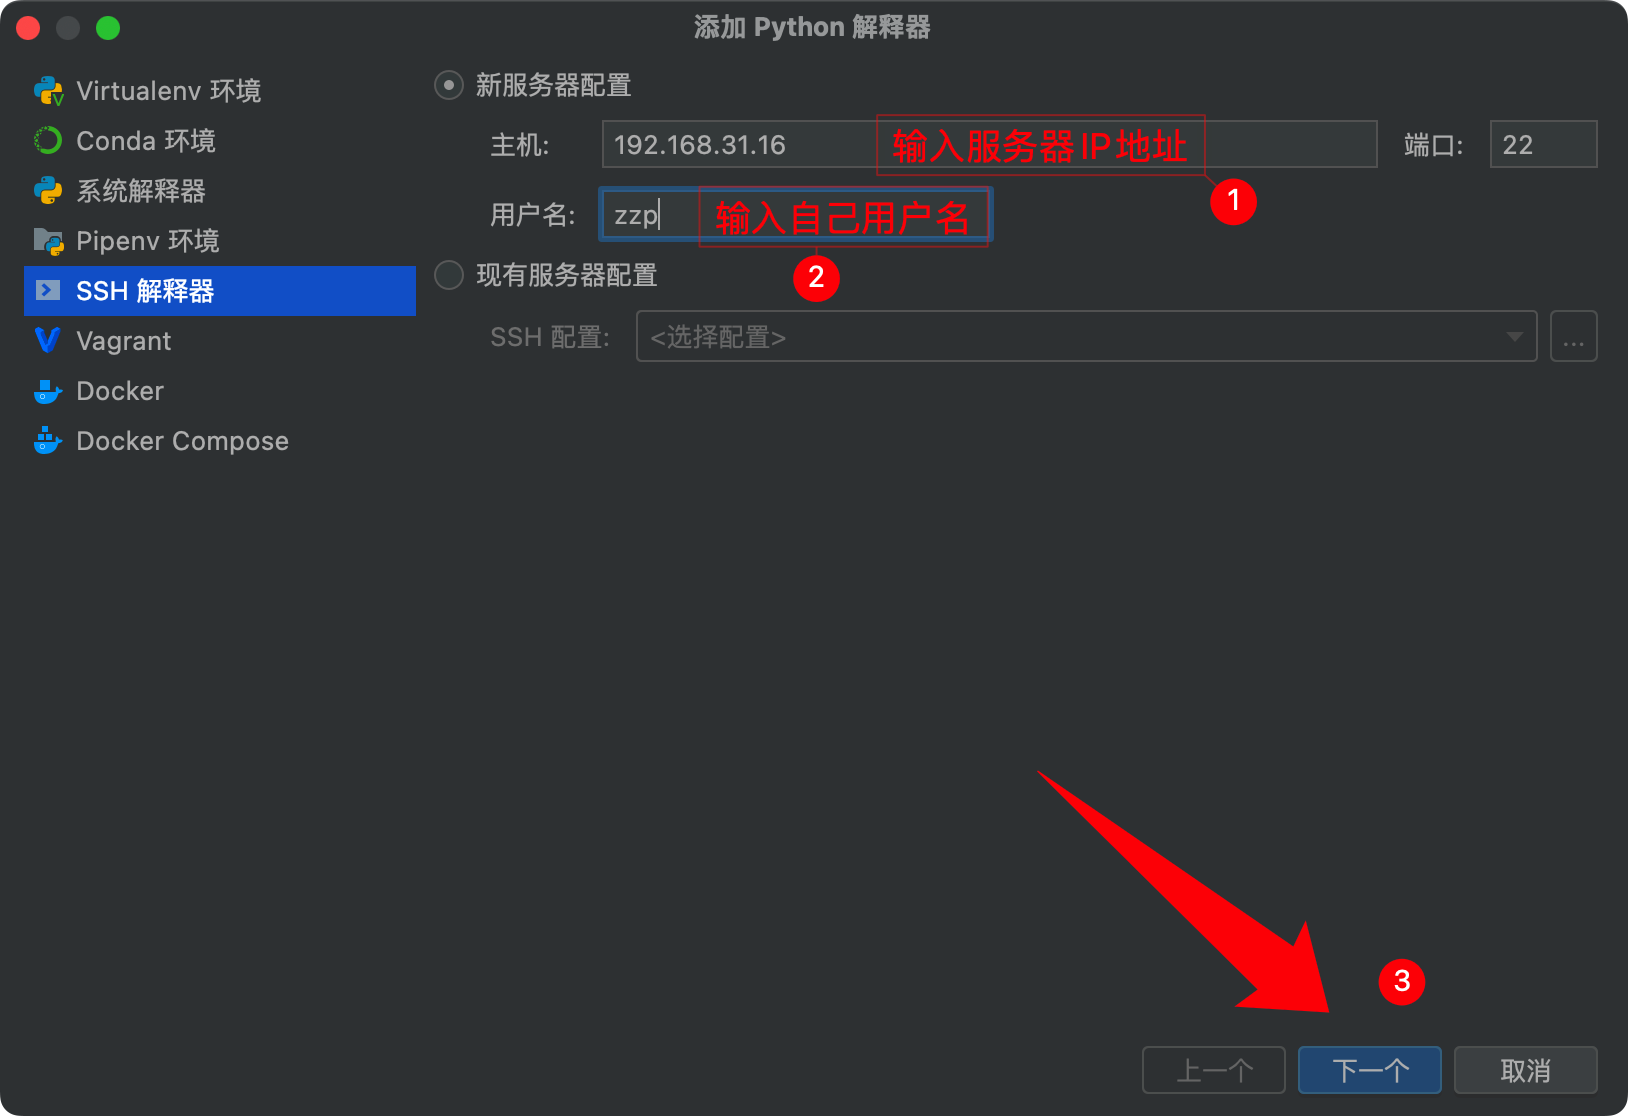 添加 Python 解释器
Virtualenv 环境
Conda 环境
系统解释器
Pipenv 环境
SSH 解释器
Vagrant
Docker
Docker Compose
新服务器配置
主机: 192.168.31.16 输入服务器IP地址 端口: 22
1
用户名: zzp 输入自己用户名
2
现有服务器配置
SSH 配置: <选择配置> ...
3
上一个 下一个 取消